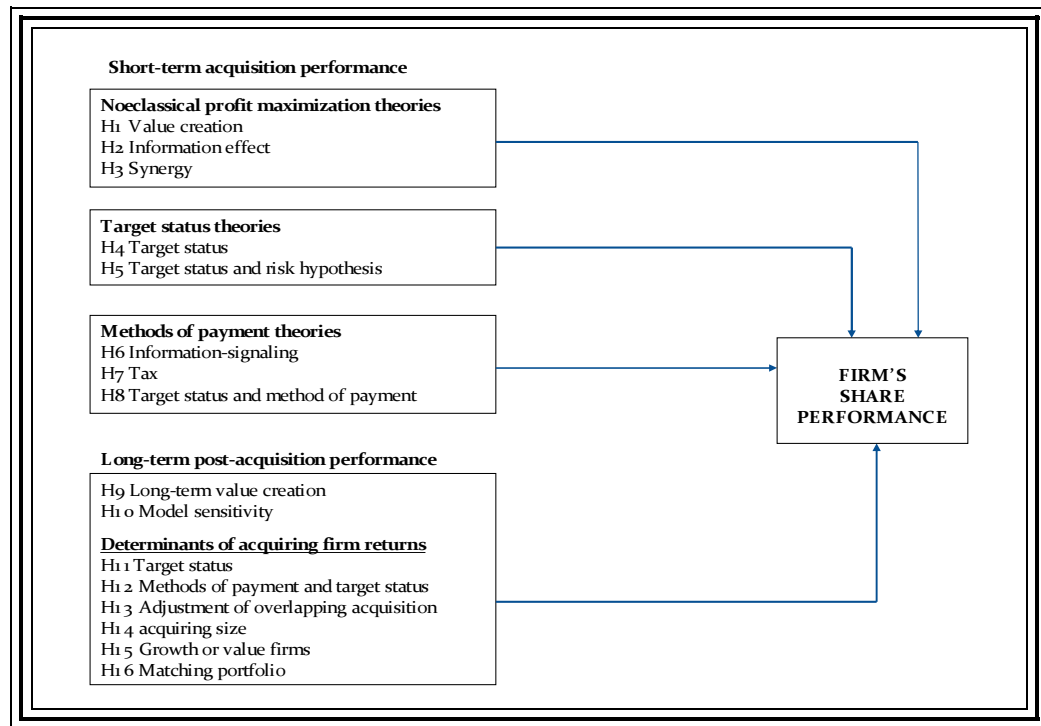 Short-term acquisition performance
Noeclassical profit maximization theories
H1 Value creation
H2 Information effect
H3 Synergy
Target status theories
H4 Target status
H5 Target status and risk hypothesis
Methods of payment theories
H6 Information-signaling
H7 Tax
H8 Target status and method of payment
FIRM'S
SHARE
PERFORMANCE
Long-term post-acquisition performance
H9 Long-term value creation
H10 Model sensitivity
Determinants of acquiring firm returns
H11 Target status
H12 Methods of payment and target status
H13 Adjustment of overlapping acquisition
H14 acquiring size
H15 Growth or value firms
H16 Matching portfolio